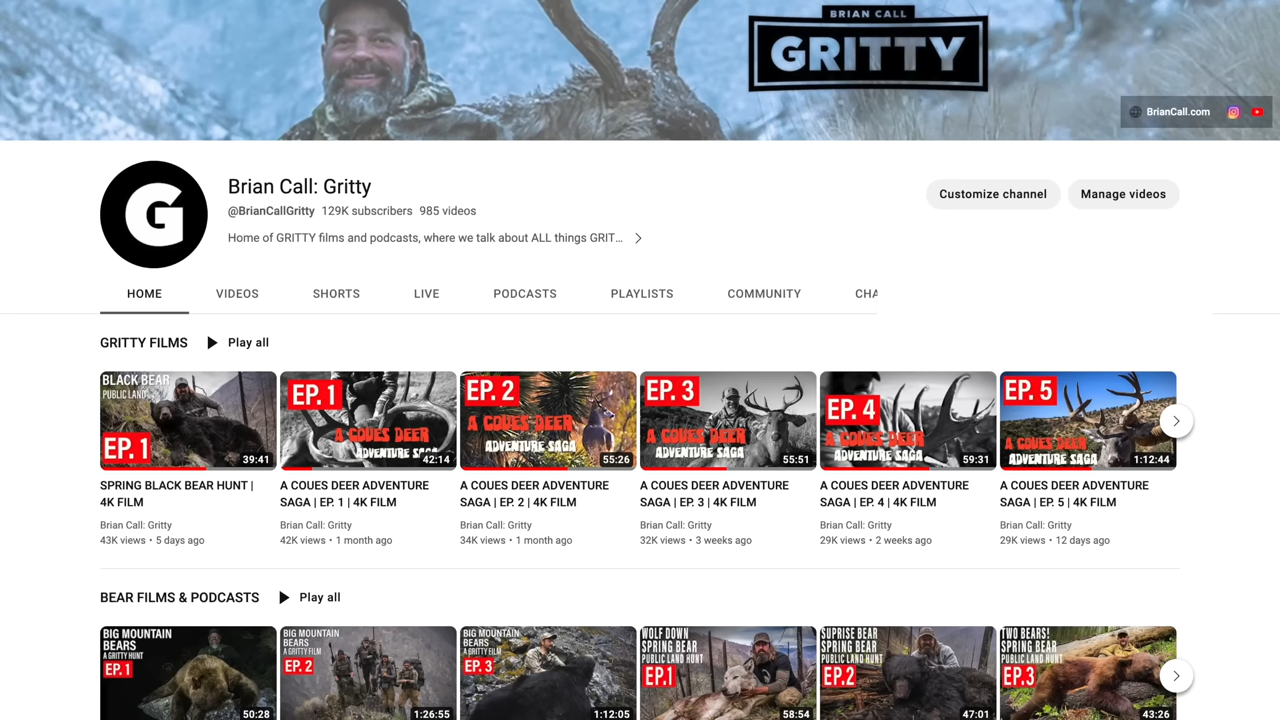 BRIAN CALL
GRITTY
BrianCall.com
G
Brian Call: Gritty
@BrianCallGritty 129K subscribers 985 videos
Home of GRITTY films and podcasts, where we talk about ALL things GRIT...
Customize channel
Manage videos
HOME VIDEOS SHORTS LIVE PODCASTS PLAYLISTS COMMUNITY CHA
GRITTY FILMS Play all
BLACK BEAR
PUBLIC LAND
EP. 1
39:41
EP. 1
A COUES DEER
ADVENTURE SAGA
42:14
EP. 2
A COUES DEER
ADVENTURE SAGA
55:26
EP. 3
A COUES DEER
ADVENTURE SAGA
55:51
EP. 4
A COUES DEER
ADVENTURE SAGA
59:31
EP. 5
A COUES DEER
ADVENTURE SAGA
1:12:44
SPRING BLACK BEAR HUNT |
4K FILM
Brian Call: Gritty
43K views • 5 days ago
A COUES DEER ADVENTURE
SAGA | EP. 1 | 4K FILM
Brian Call: Gritty
42K views • 1 month ago
A COUES DEER ADVENTURE
SAGA | EP. 2 | 4K FILM
Brian Call: Gritty
34K views • 1 month ago
A COUES DEER ADVENTURE
SAGA | EP. 3 | 4K FILM
Brian Call: Gritty
32K views • 3 weeks ago
A COUES DEER ADVENTURE
SAGA | EP. 4 | 4K FILM
Brian Call: Gritty
29K views • 2 weeks ago
A COUES DEER ADVENTURE
SAGA | EP. 5 | 4K FILM
Brian Call: Gritty
29K views • 12 days ago
BEAR FILMS & PODCASTS Play all
BIG MOUNTAIN
BEARS
A GRITTY HUNT
EP.1
50:28
BIG MOUNTAIN
BEARS
A GRITTY FILM
EP. 2
1:26:55
BIG MOUNTAIN
BEARS
A GRITTY FILM
EP. 3
1:12:05
WOLF DOWN
SPRING BEAR
PUBLIC LAND HUNT
EP.1
58:54
SUPRISE BEAR
SPRING BEAR
PUBLIC LAND HUNT
EP.2
47:01
TWO BEARS!
SPRING BEAR
PUBLIC LAND HUNT
EP.3
43:26